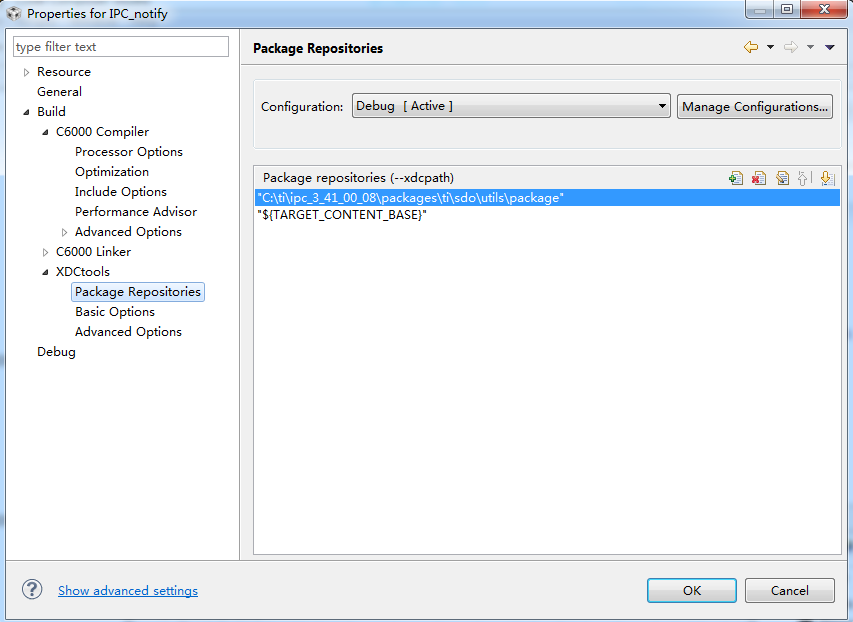 Properties for IPC_notify
type filter text
Package Repositories
Resource
General
Build
C6000 Compiler
Processor Options
Optimization
Include Options
Performance Advisor
Advanced Options
C6000 Linker
XDCtools
Package Repositories
Basic Options
Advanced Options
Debug
Configuration: Debug [ Active ] Manage Configurations...
Package repositories (--xdcpath)
"C:\ti\ipc_3_41_00_08\packages\ti\sdo\utils\package"
"${TARGET_CONTENT_BASE}"
? Show advanced settings
OK Cancel